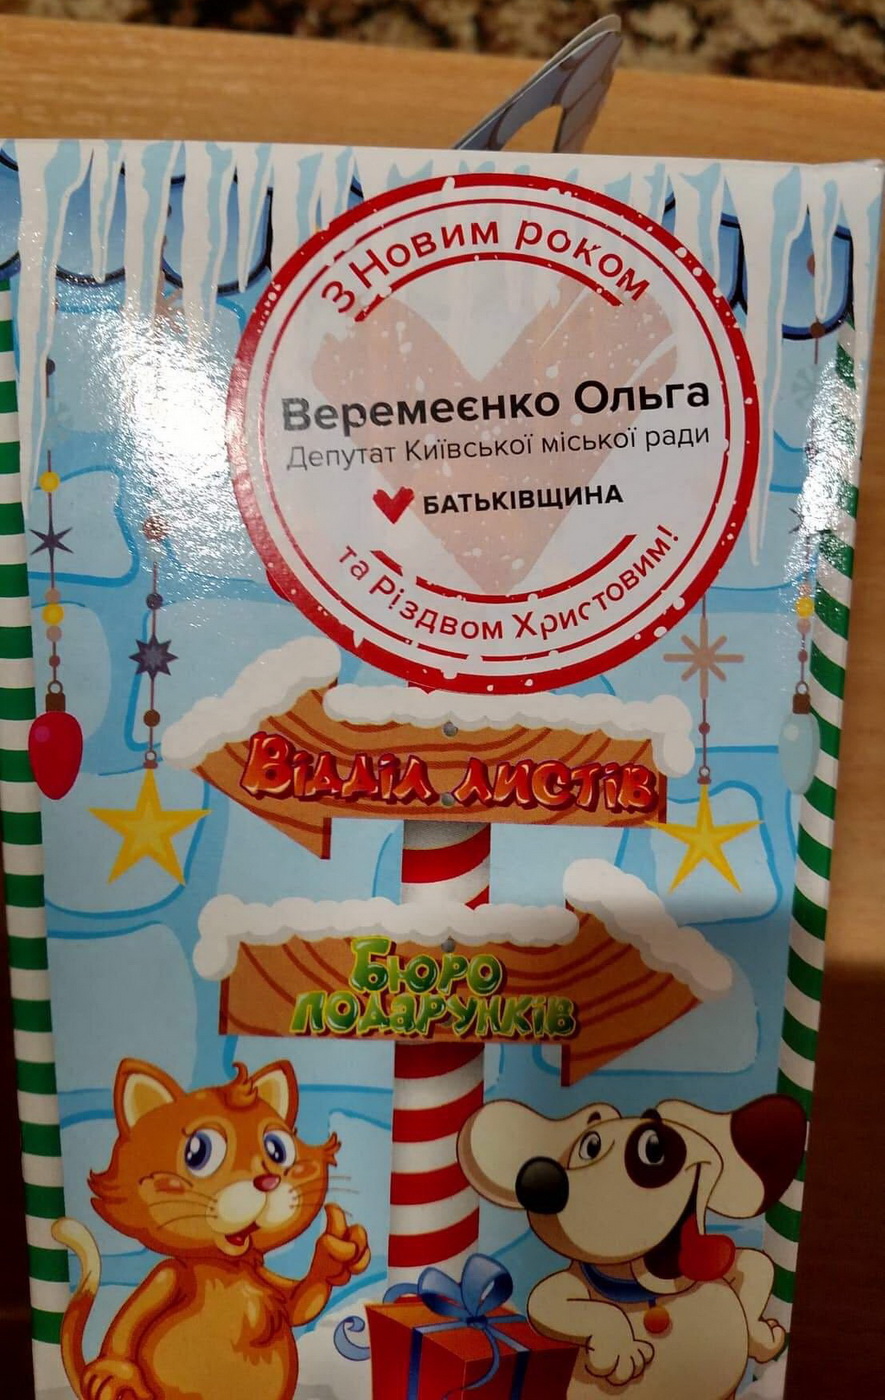 З Новим роком
Веремеєнко Ольга
Депутат Київської міської ради
БАТЬКІВЩИНА
та Різдвом Христовим!
Відділ листів
Бюро
подарунків